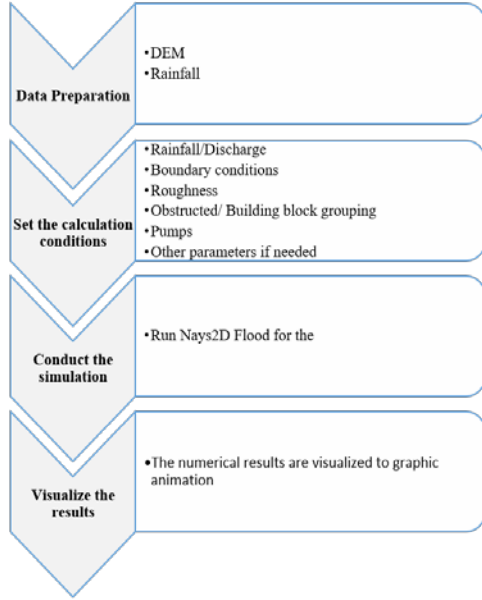 Data Preparation
•DEM
•Rainfall
Set the calculation
conditions
•Rainfall/Discharge
•Boundary conditions
•Roughness
•Obstructed/ Building block grouping
•Pumps
•Other parameters if needed
Conduct the
simulation
•Run Nays2D Flood for the
Visualize the
results
•The numerical results are visualized to graphic
animation